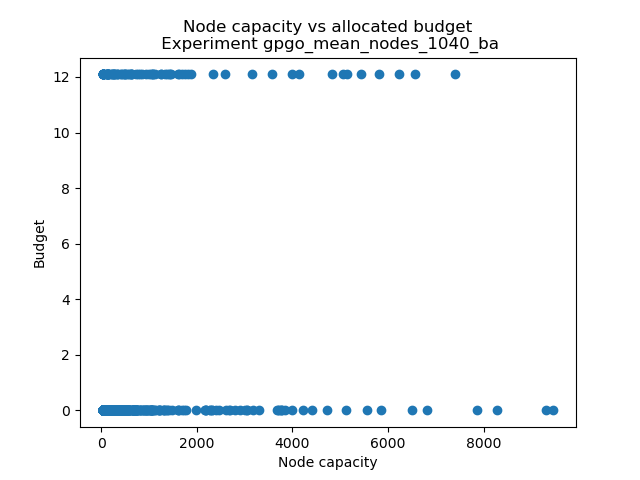 Node capacity vs allocated budget
Experiment gpgo_mean_nodes_1040_ba
12
10
8
6
4
2
0
Budget
0 2000 4000 6000 8000
Node capacity